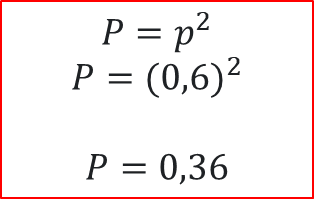 P = p²
P = (0,6)²
P = 0,36